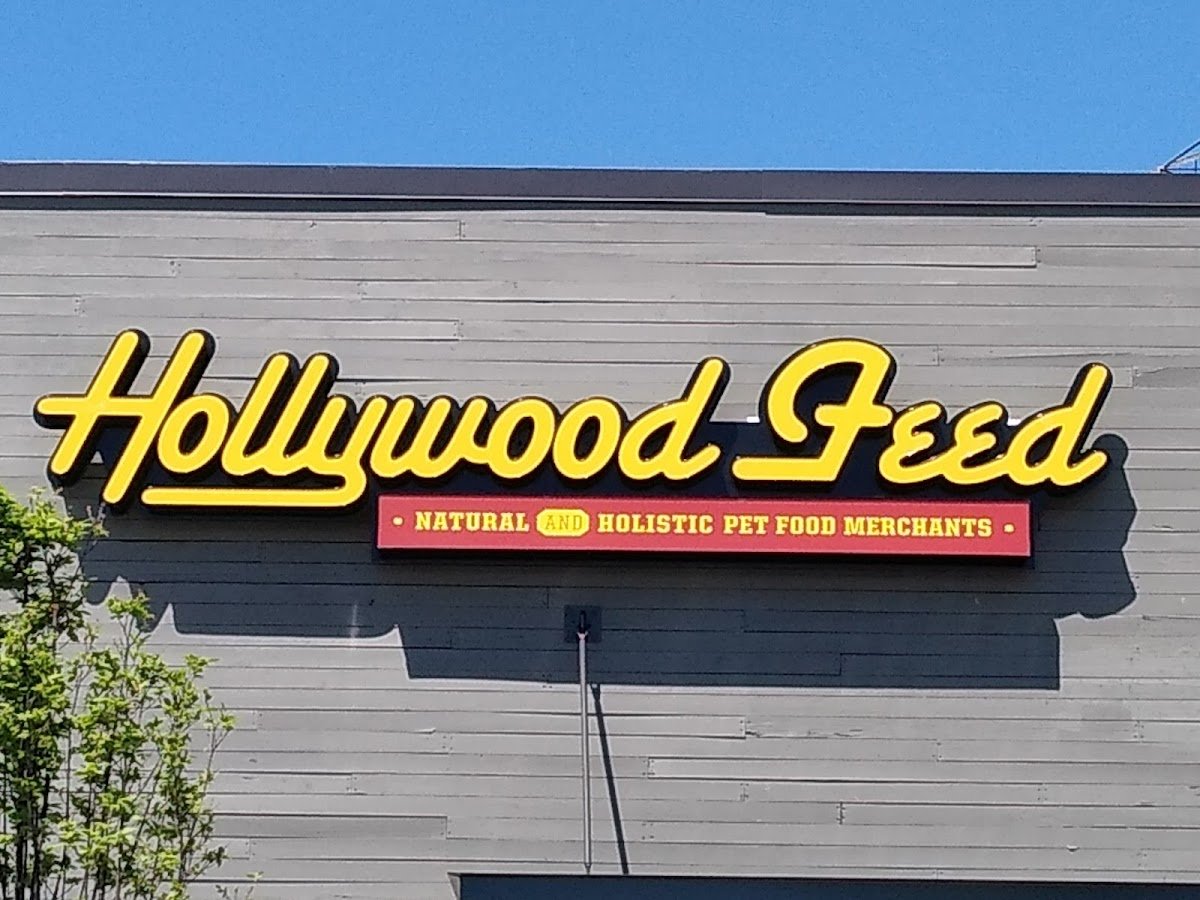 Hollywood Feed
• NATURAL AND HOLISTIC PET FOOD MERCHANTS •